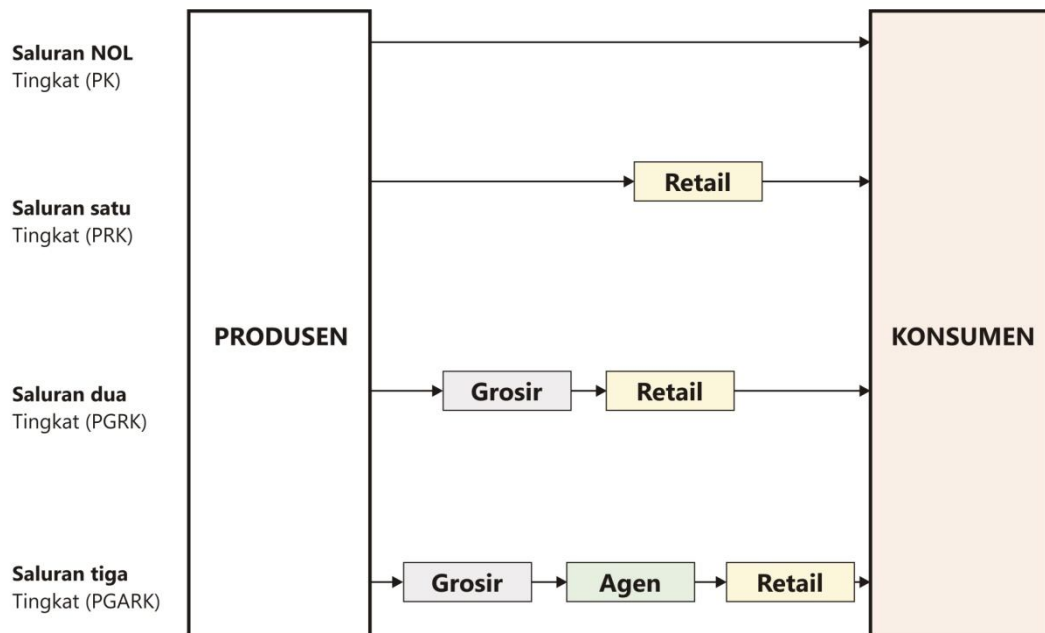 Saluran NOL
Tingkat (PK)
Retail
Saluran satu
Tingkat (PRK)
PRODUSEN
KONSUMEN
Saluran dua
Tingkat (PGRK)
Grosir
Retail
Saluran tiga
Tingkat (PGARK)
Grosir
Agen
Retail